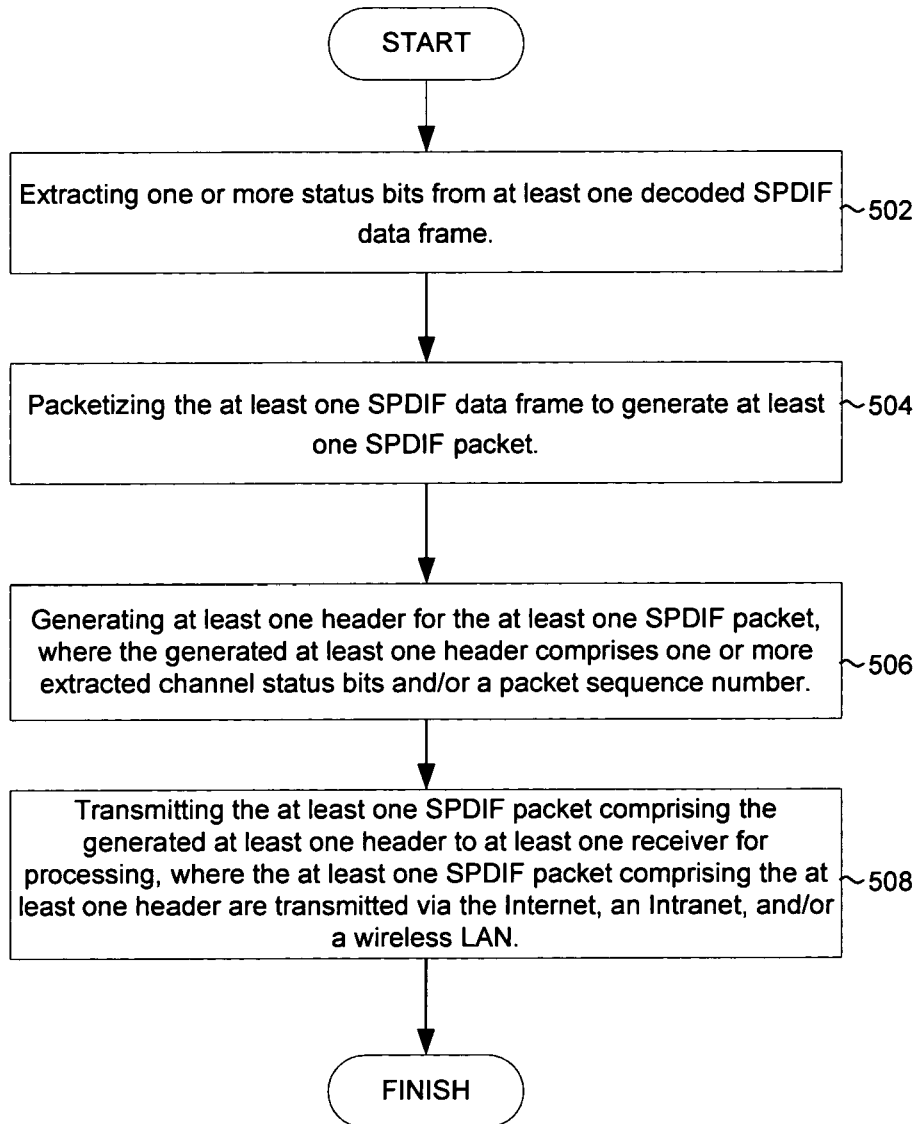 START
Extracting one or more status bits from at least one decoded SPDIF
data frame.
502
Packetizing the at least one SPDIF data frame to generate at least
one SPDIF packet.
504
Generating at least one header for the at least one SPDIF packet,
where the generated at least one header comprises one or more
extracted channel status bits and/or a packet sequence number.
506
Transmitting the at least one SPDIF packet comprising the
generated at least one header to at least one receiver for
processing, where the at least one SPDIF packet comprising the at
least one header are transmitted via the Internet, an Intranet, and/or
a wireless LAN.
508
FINISH